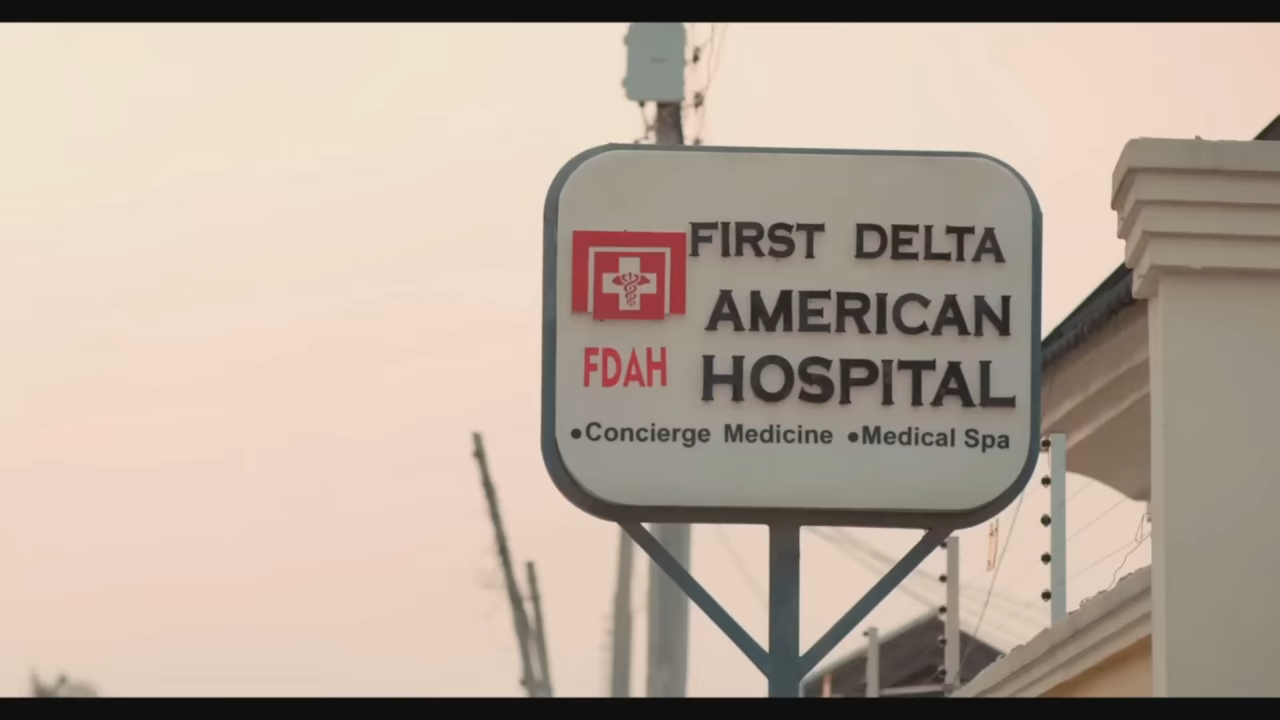 FIRST DELTA
AMERICAN
HOSPITAL
FDAH
•Concierge Medicine •Medical Spa